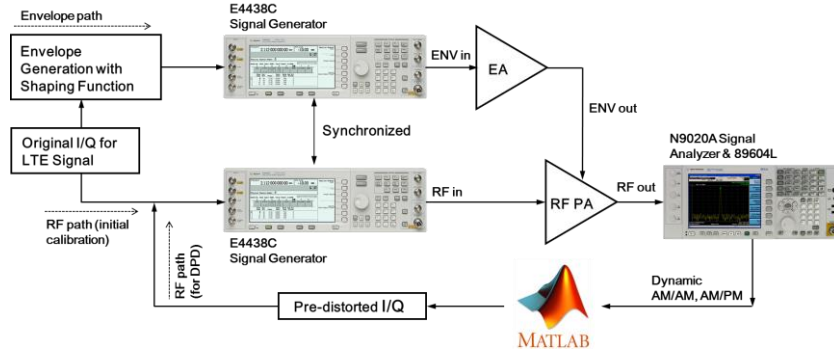 Envelope path
E4438C
Signal Generator
Envelope
Generation with
Shaping Function
ENV in
EA
ENV out
Synchronized
Original I/Q for
LTE Signal
N9020A Signal
Analyzer & 89604L
RF in
RF PA
RF out
RF path (initial
calibration)
RF path
(for DPD)
E4438C
Signal Generator
Dynamic
AM/AM, AM/PM
Pre-distorted I/Q
MATLAB